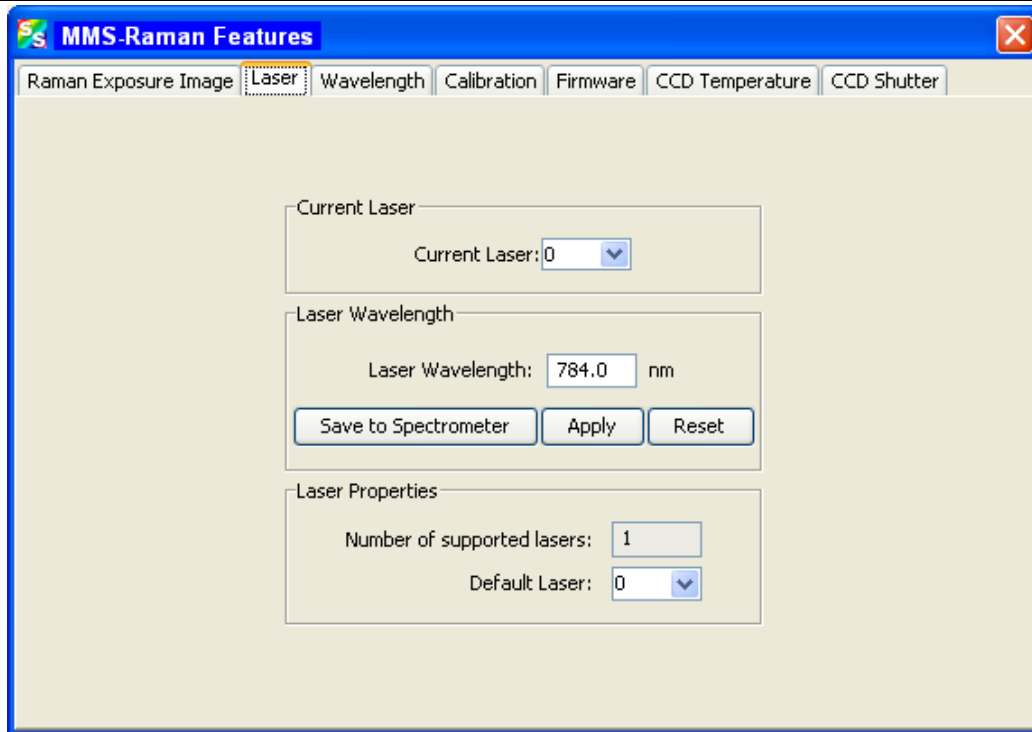 SS MMS-Raman Features
Raman Exposure Image Laser Wavelength Calibration Firmware CCD Temperature CCD Shutter
Current Laser
Current Laser: 0
Laser Wavelength
Laser Wavelength: 784.0 nm
Save to Spectrometer Apply Reset
Laser Properties
Number of supported lasers: 1
Default Laser: 0